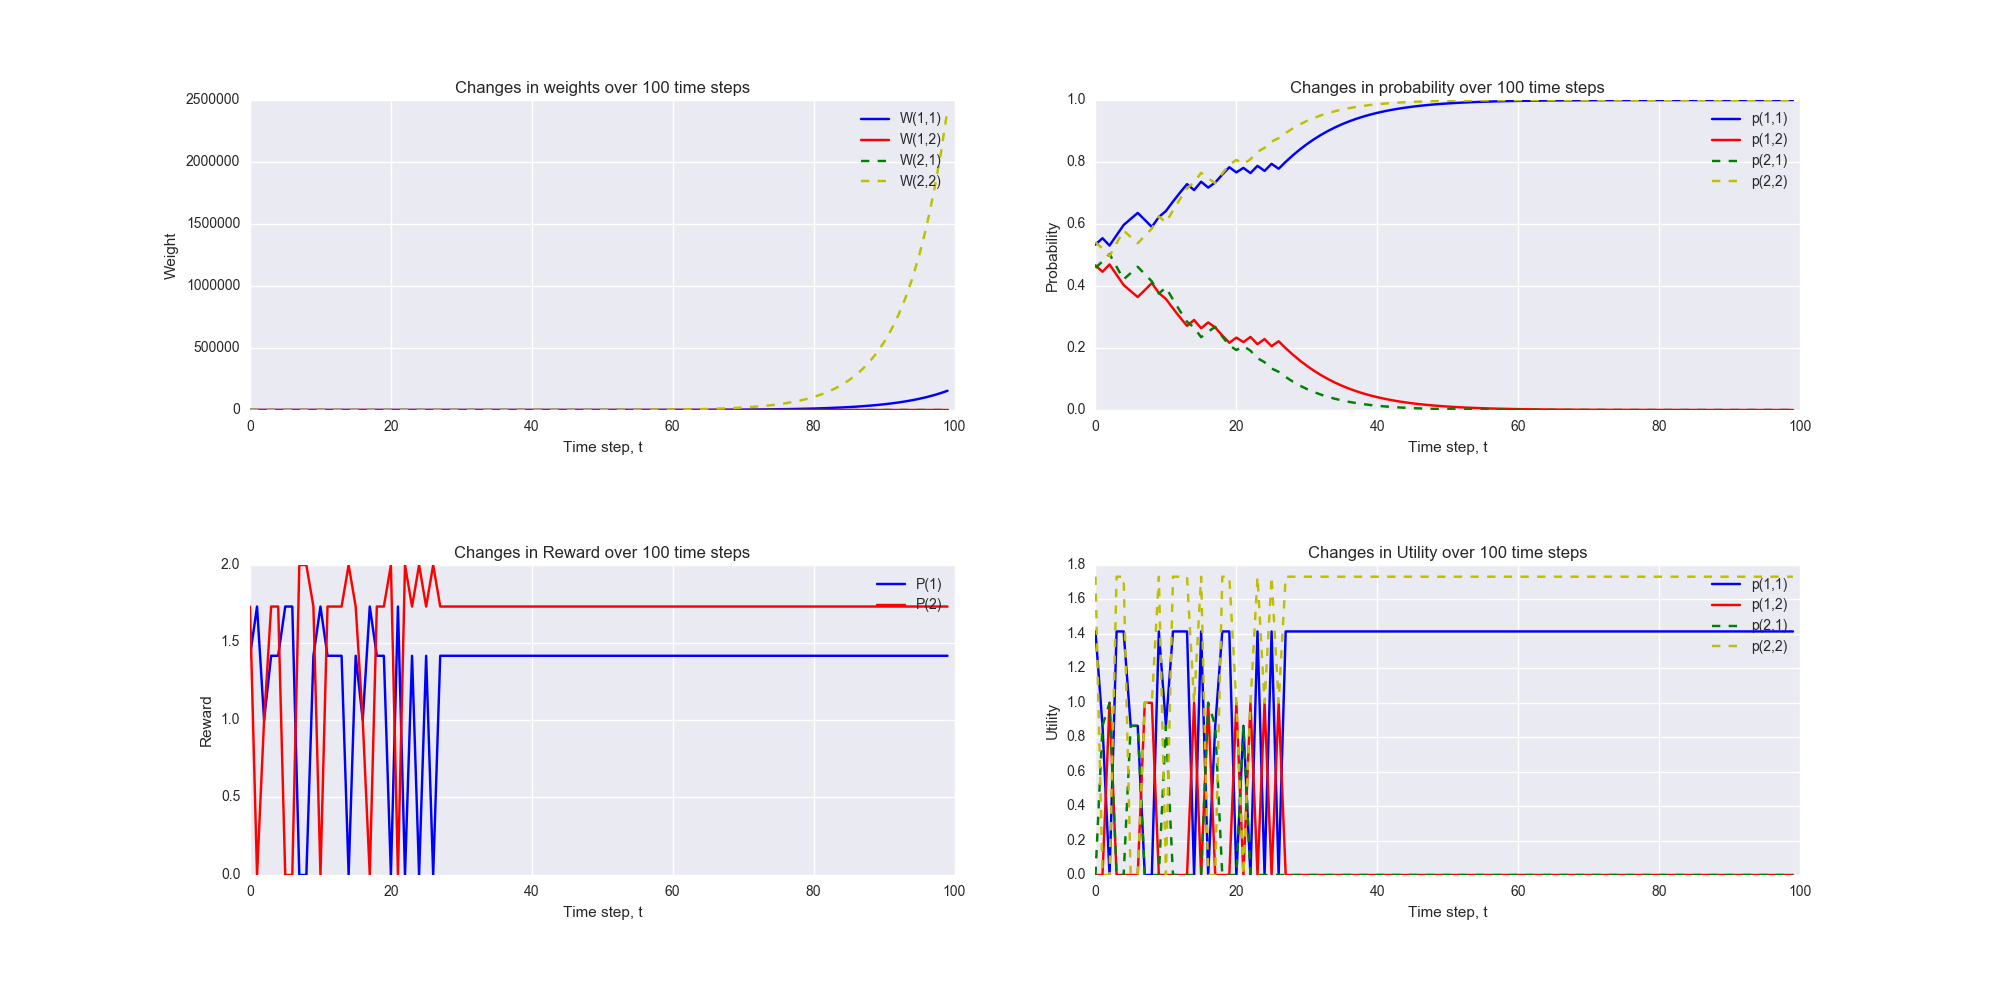 Changes in weights over 100 time steps
2500000
2000000
1500000
1000000
500000
0
Weight
W(1,1)
W(1,2)
W(2,1)
W(2,2)
0 20 40 60 80 100
Time step, t
Changes in probability over 100 time steps
1.0
0.8
0.6
0.4
0.2
0.0
Probability
p(1,1)
p(1,2)
p(2,1)
p(2,2)
0 20 40 60 80 100
Time step, t
Changes in Reward over 100 time steps
2.0
1.5
1.0
0.5
0.0
Reward
P(1)
P(2)
0 20 40 60 80 100
Time step, t
Changes in Utility over 100 time steps
1.8
1.6
1.4
1.2
1.0
0.8
0.6
0.4
0.2
0.0
Utility
p(1,1)
p(1,2)
p(2,1)
p(2,2)
0 20 40 60 80 100
Time step, t